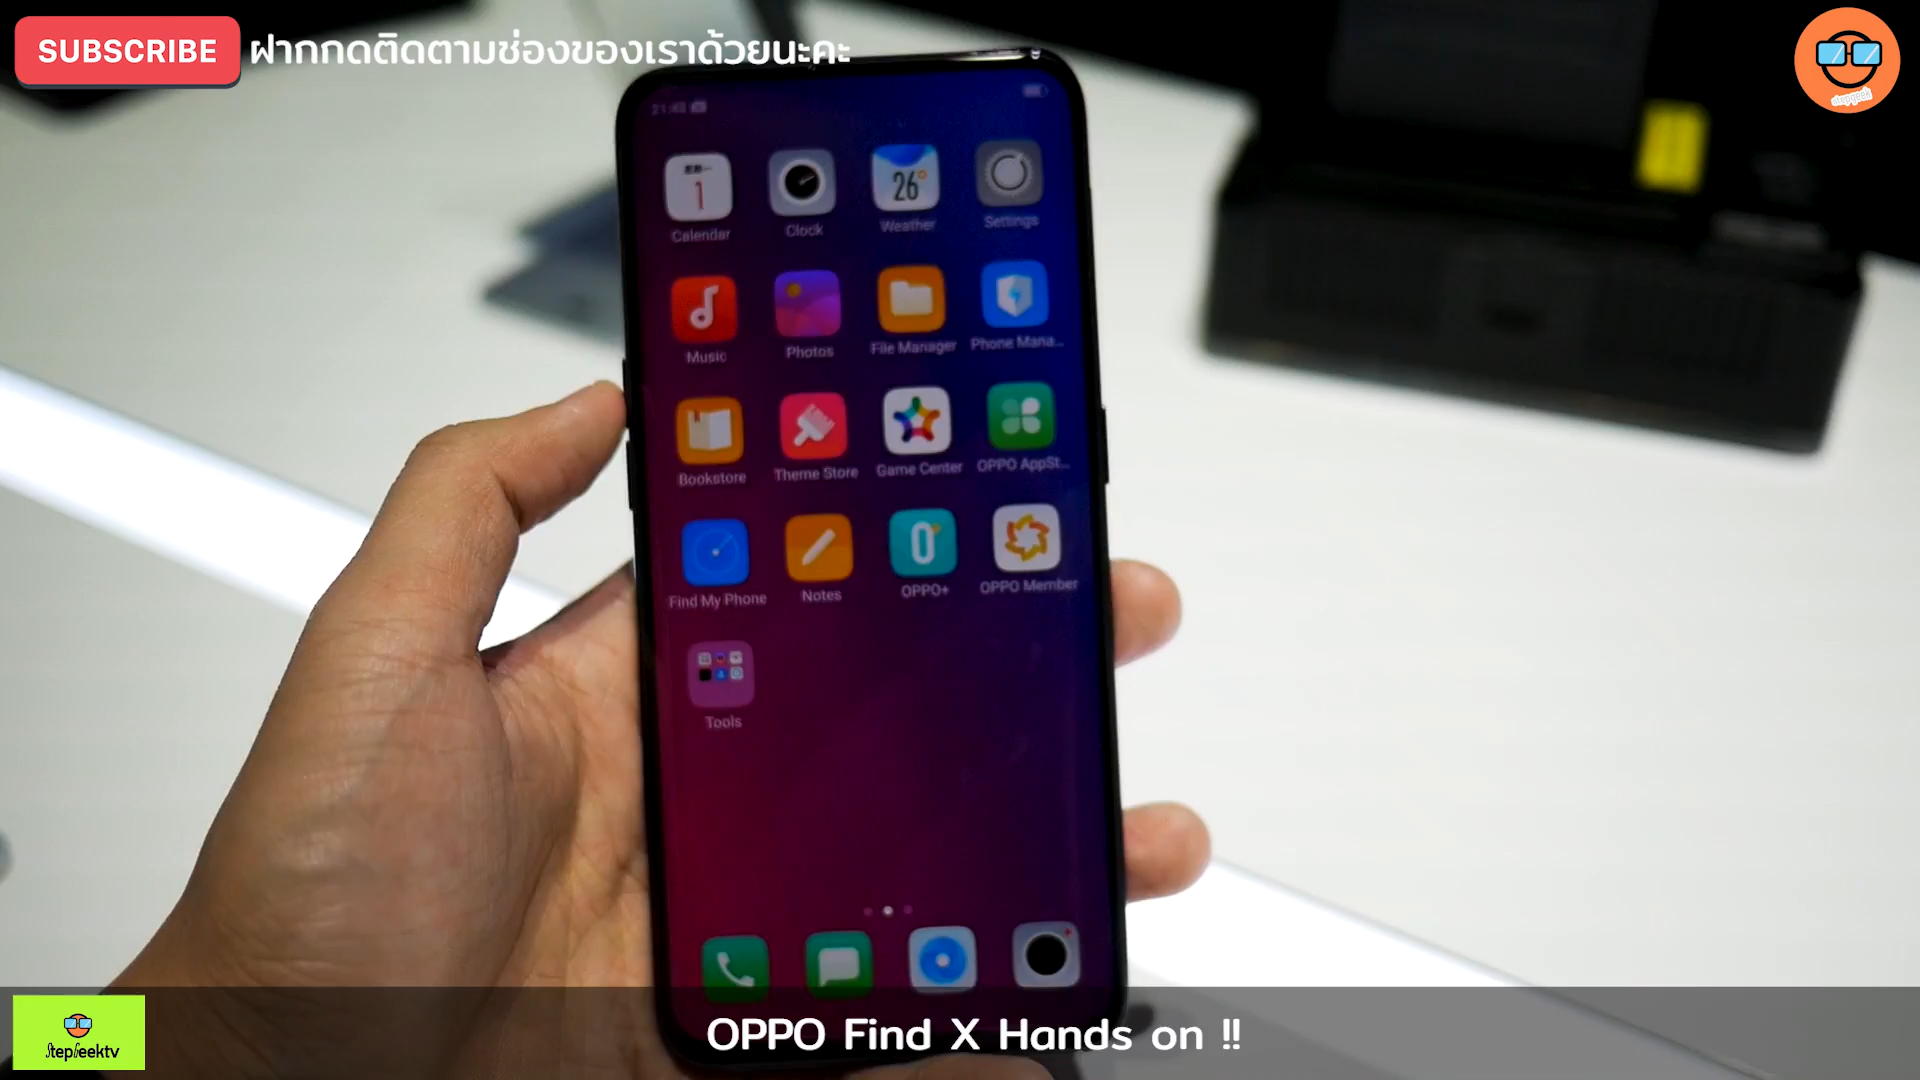 SUBSCRIBE ฝากกดติดตามช่องของเราด้วยนะคะ
stepgeek
1 26°
Calendar Clock Weather Settings
Music Photos File Manager Phone Mana...
Bookstore Theme Store Game Center OPPO AppSt...
Find My Phone Notes OPPO+ OPPO Member
Tools
StepGeektv
OPPO Find X Hands on !!